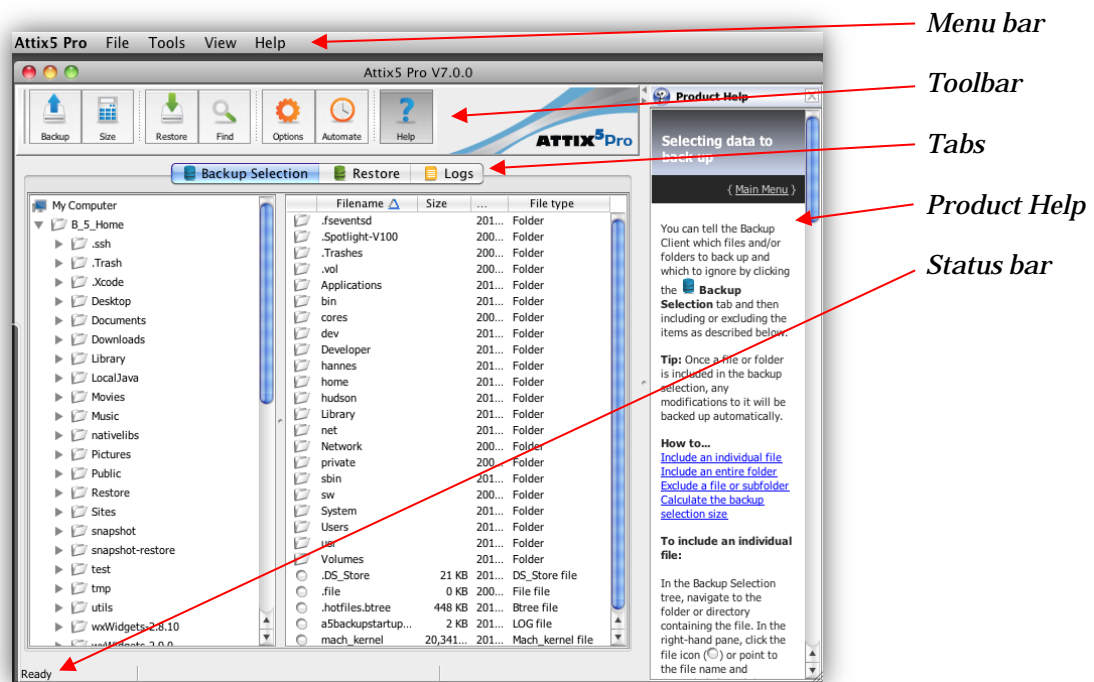 Menu bar
Attix5 Pro File Tools View Help
Attix5 Pro V7.0.0
Toolbar
Backup Size Restore Find Options Automate Help
ATTIX5Pro
Tabs
Backup Selection Restore Logs
Product Help
Status bar
My Computer
B_5_Home
.ssh
.Trash
.Xcode
Desktop
Documents
Downloads
Library
LocalJava
Movies
Music
nativelibs
Pictures
Public
Restore
Sites
snapshot
snapshot-restore
test
tmp
utils
wxWidgets-2.8.10
Filename Size ... File type
.fseventsd 201... Folder
.Spotlight-V100 200... Folder
.Trashes 200... Folder
.vol 200... Folder
Applications 201... Folder
bin 201... Folder
cores 200... Folder
dev 201... Folder
Developer 201... Folder
hannes 201... Folder
home 201... Folder
hudson 201... Folder
Library 201... Folder
net 201... Folder
Network 200... Folder
private 200... Folder
sbin 201... Folder
sw 200... Folder
System 201... Folder
Users 201... Folder
usr 201... Folder
Volumes 201... Folder
.DS_Store 21 KB 201... DS_Store file
.file 0 KB 200... File file
.hotfiles.btree 448 KB 201... Btree file
a5backupstartup... 2 KB 201... LOG file
mach_kernel 20,341... 201... Mach_kernel file
Product Help
Selecting data to
back up
{ Main Menu }
You can tell the Backup
Client which files and/or
folders to back up and
which to ignore by clicking
the Backup
Selection tab and then
including or excluding the
items as described below.
Tip: Once a file or folder
is included in the backup
selection, any
modifications to it will be
backed up automatically.
How to...
Include an individual file
Include an entire folder
Exclude a file or subfolder
Calculate the backup
selection size
To include an individual
file:
In the Backup Selection
tree, navigate to the
folder or directory
containing the file. In the
right-hand pane, click the
file icon ( ) or point to
the file name and
Ready